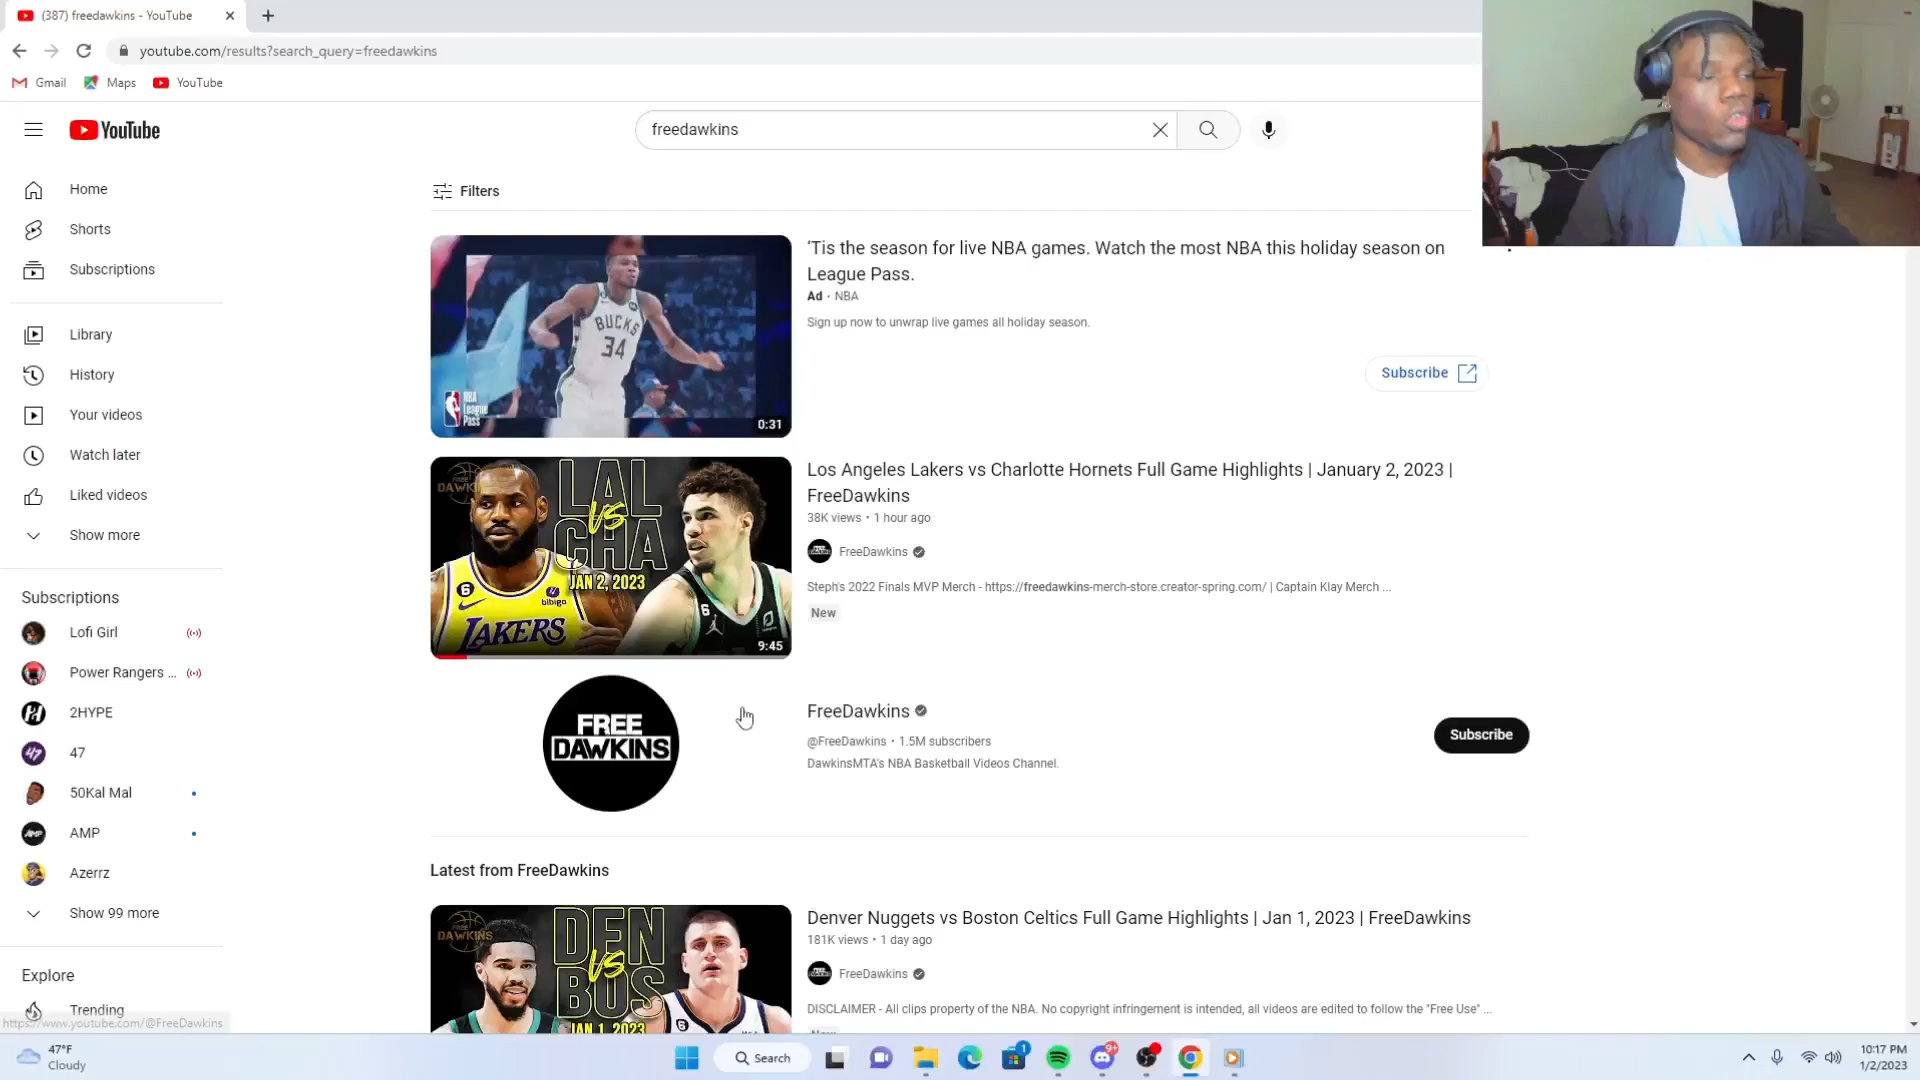 (387) freedawkins - YouTube
youtube.com/results?search_query=freedawkins
Gmail
Maps
YouTube
YouTube
freedawkins
Home
Shorts
Subscriptions
Library
History
Your videos
Watch later
Liked videos
Show more
Subscriptions
Lofi Girl
Power Rangers ...
2HYPE
47
50Kal Mal
AMP
Azerrz
Show 99 more
Explore
Trending
https://www.youtube.com/@FreeDawkins
Filters
BUCKS
34
NBA
League
Pass
0:31
'Tis the season for live NBA games. Watch the most NBA this holiday season on
League Pass.
Ad · NBA
Sign up now to unwrap live games all holiday season.
Subscribe
LAL
VS
CHA
JAN 2, 2023
6
bibigo
LAKERS
6
9:45
Los Angeles Lakers vs Charlotte Hornets Full Game Highlights | January 2, 2023 |
FreeDawkins
38K views • 1 hour ago
FreeDawkins
Steph's 2022 Finals MVP Merch - https://freedawkins-merch-store.creator-spring.com/ | Captain Klay Merch ...
New
FREE
DAWKINS
FreeDawkins
@FreeDawkins • 1.5M subscribers
DawkinsMTA's NBA Basketball Videos Channel.
Subscribe
Latest from FreeDawkins
FREE
DAWKINS
DEN
VS
BOS
JAN 1, 2023
Denver Nuggets vs Boston Celtics Full Game Highlights | Jan 1, 2023 | FreeDawkins
181K views • 1 day ago
FreeDawkins
DISCLAIMER - All clips property of the NBA. No copyright infringement is intended, all videos are edited to follow the "Free Use" ...
47°F
Cloudy
Search
1
9+
10:17 PM
1/2/2023